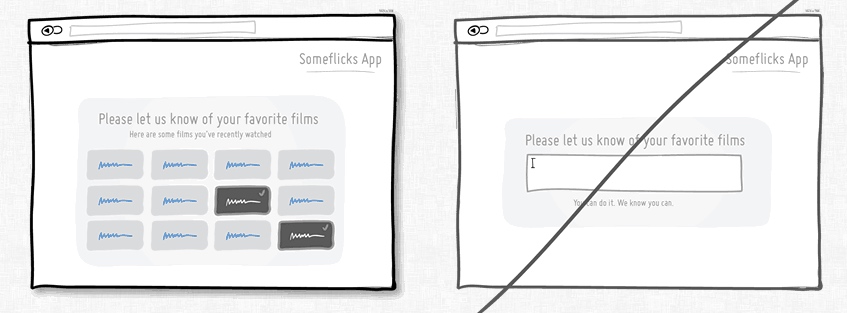 Someflicks App
Please let us know of your favorite films
Here are some films you've recently watched
Someflicks App
Please let us know of your favorite films
You can do it. We know you can.